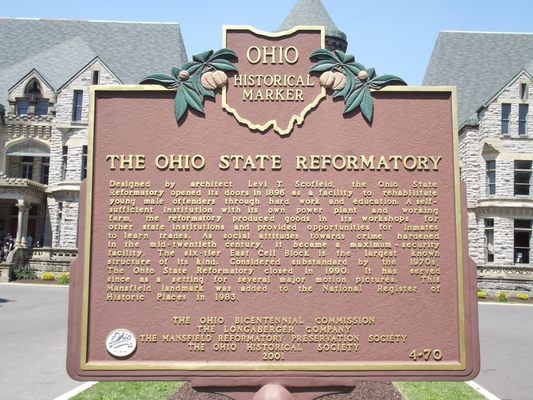 OHIO
HISTORICAL
MARKER
THE OHIO STATE REFORMATORY
Designed by architect Levi T. Scofield, the Ohio State
Reformatory opened its doors in 1896 as a facility to rehabilitate
young male offenders through hard work and education. A self-
sufficient institution with its own power plant and working
farm, the reformatory produced goods in its workshops for
other state institutions and provided opportunities for inmates
to learn trades. As social attitudes towards crime hardened
in the mid-twentieth century, it became a maximum-security
facility. The six-tier East Cell Block is the largest known
structure of its kind. Considered substandard by the 1970s,
The Ohio State Reformatory closed in 1990. It has served
since as a setting for several major motion pictures. This
Mansfield landmark was added to the National Register of
Historic Places in 1983.
THE OHIO BICENTENNIAL COMMISSION
THE LONGABERGER COMPANY
THE MANSFIELD REFORMATORY PRESERVATION SOCIETY
THE OHIO HISTORICAL SOCIETY
2001
4-70
Ohio